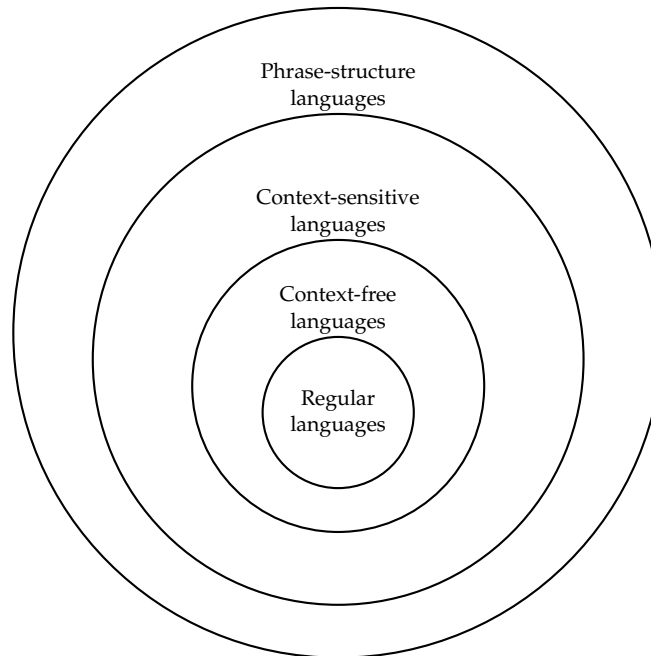 Phrase-structure
languages
Context-sensitive
languages
Context-free
languages
Regular
languages